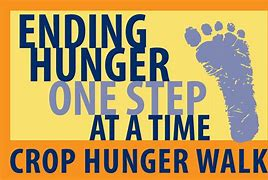 ENDING
HUNGER
ONE STEP
AT A TIME
CROP HUNGER WALK